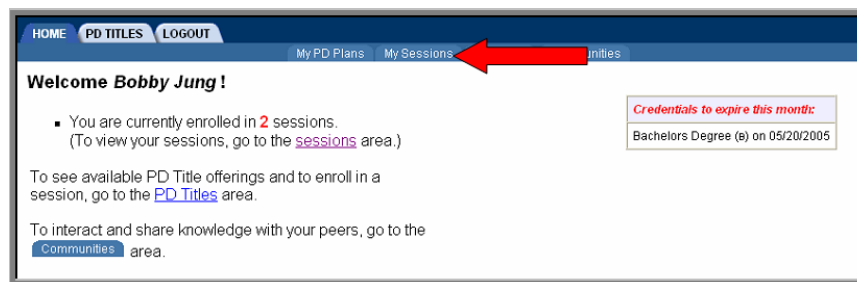 HOME PD TITLES LOGOUT
My PD Plans My Sessions
Welcome Bobby Jung !
▪ You are currently enrolled in 2 sessions.
(To view your sessions, go to the sessions area.)
Credentials to expire this month:
Bachelors Degree (B) on 05/20/2005
To see available PD Title offerings and to enroll in a
session, go to the PD Titles area.
To interact and share knowledge with your peers, go to the
Communities area.